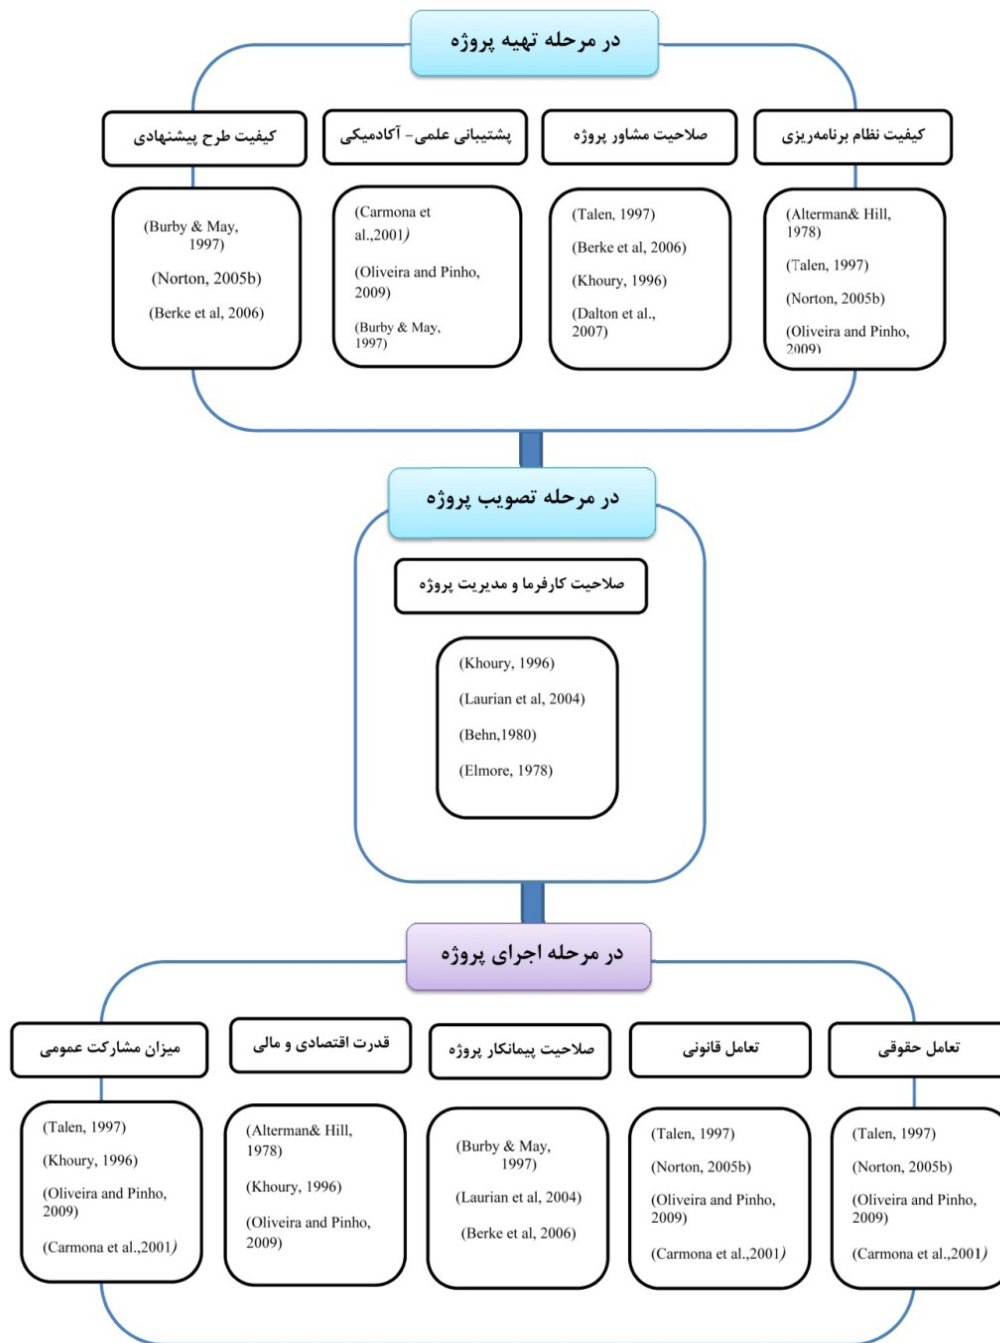 در مرحله تهیه پروژه
کیفیت نظام برنامه‌ریزی
(Alterman& Hill,
1978)
(Talen, 1997)
(Norton, 2005b)
(Oliveira and Pinho,
2009)
صلاحیت مشاور پروژه
(Talen, 1997)
(Berke et al, 2006)
(Khoury, 1996)
(Dalton et al.,
2007)
پشتیبانی علمی- آکادمیکی
(Carmona et
al.,2001)
(Oliveira and Pinho,
2009)
(Burby & May,
1997)
کیفیت طرح پیشنهادی
(Burby & May,
1997)
(Norton, 2005b)
(Berke et al, 2006)
در مرحله تصویب پروژه
صلاحیت کارفرما و مدیریت پروژه
(Khoury, 1996)
(Laurian et al, 2004)
(Behn,1980)
(Elmore, 1978)
در مرحله اجرای پروژه
تعامل حقوقی
(Talen, 1997)
(Norton, 2005b)
(Oliveira and Pinho,
2009)
(Carmona et al.,2001)
تعامل قانونی
(Talen, 1997)
(Norton, 2005b)
(Oliveira and Pinho,
2009)
(Carmona et al.,2001)
صلاحیت پیمانکار پروژه
(Burby & May,
1997)
(Laurian et al, 2004)
(Berke et al, 2006)
قدرت اقتصادی و مالی
(Alterman& Hill,
1978)
(Khoury, 1996)
(Oliveira and Pinho,
2009)
میزان مشارکت عمومی
(Talen, 1997)
(Khoury, 1996)
(Oliveira and Pinho,
2009)
(Carmona et al.,2001)